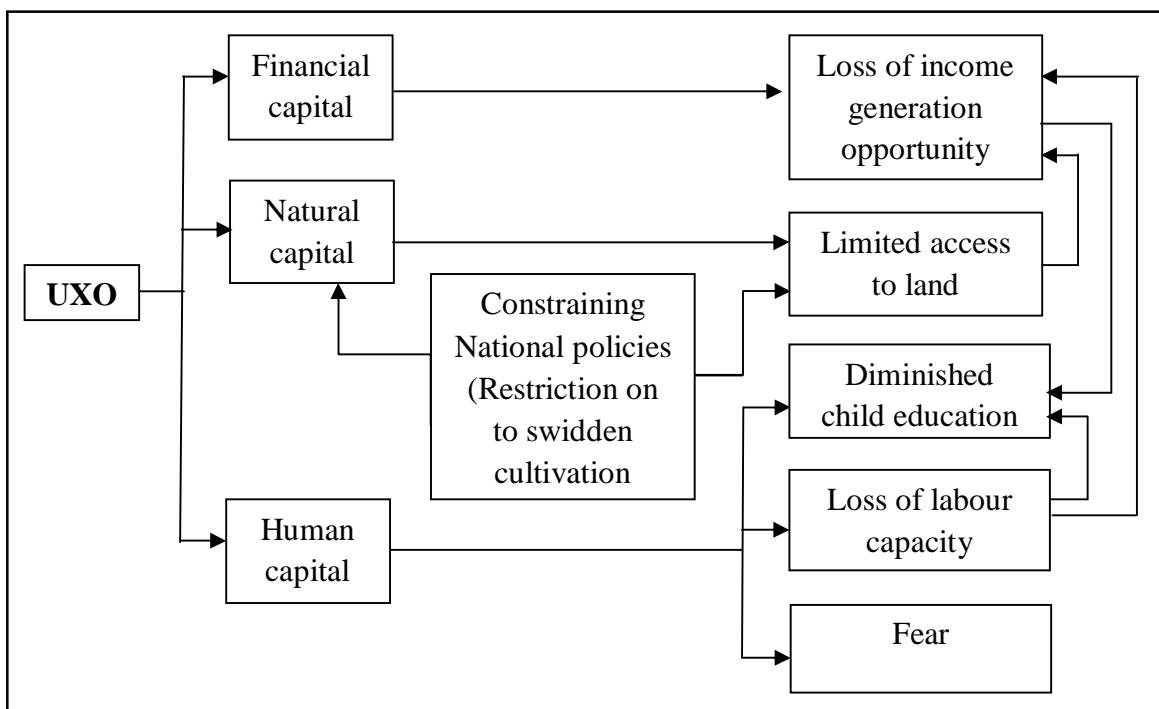 Financial
capital
Loss of income
generation
opportunity
Natural
capital
Limited access
to land
UXO
Constraining
National policies
(Restriction on
to swidden
cultivation
Diminished
child education
Human
capital
Loss of labour
capacity
Fear